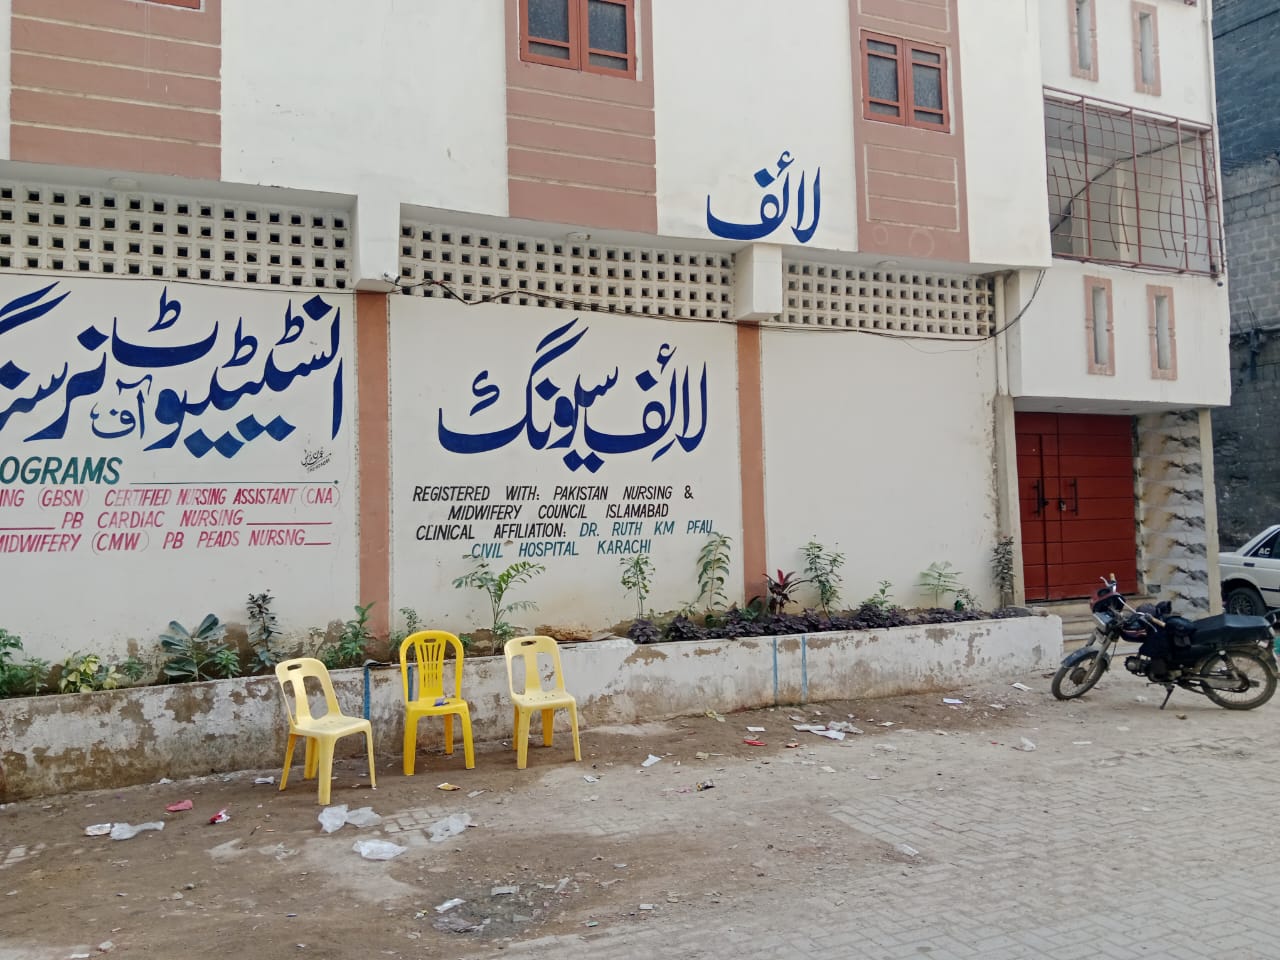 لائف
لائف سیونگ
انسٹیٹیوٹ آف نرسنگ
OGRAMS
ING (GBSN) CERTIFIED NURSING ASSISTANT (CNA)
PB CARDIAC NURSING
MIDWIFERY (CMW) PB PEADS NURSNG
REGISTERED WITH: PAKISTAN NURSING &
MIDWIFERY COUNCIL ISLAMABAD
CLINICAL AFFILIATION: DR. RUTH KM PFAU
CIVIL HOSPITAL KARACHI
AC